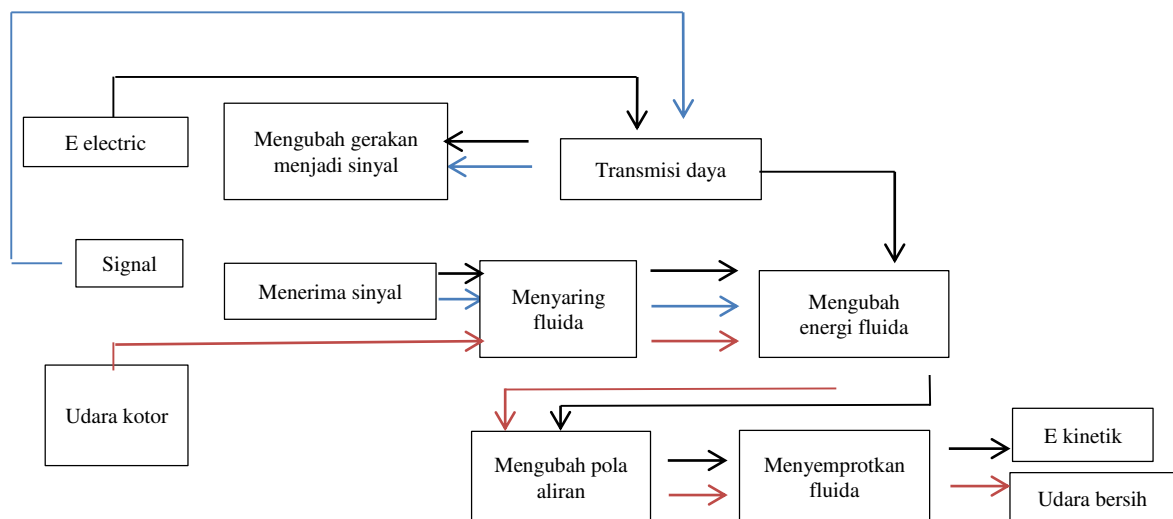 E electric
Mengubah gerakan
menjadi sinyal
Transmisi daya
Signal
Menerima sinyal
Menyaring
fluida
Mengubah
energi fluida
Udara kotor
Mengubah pola
aliran
Menyemprotkan
fluida
E kinetik
Udara bersih